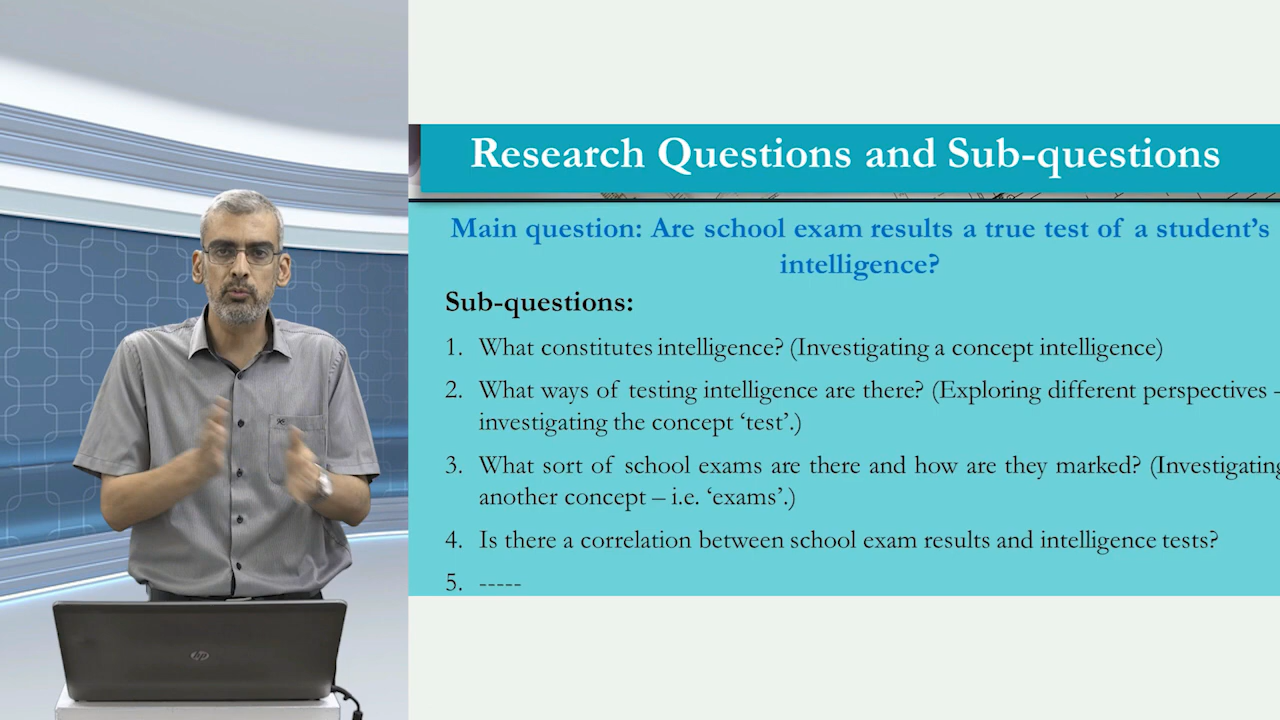 Research Questions and Sub-questions
Main question: Are school exam results a true test of a student’s
intelligence?
Sub-questions:
1. What constitutes intelligence? (Investigating a concept intelligence)
2. What ways of testing intelligence are there? (Exploring different perspectives –
investigating the concept ‘test’.)
3. What sort of school exams are there and how are they marked? (Investigating
another concept – i.e. ‘exams’.)
4. Is there a correlation between school exam results and intelligence tests?
5. -----
hp